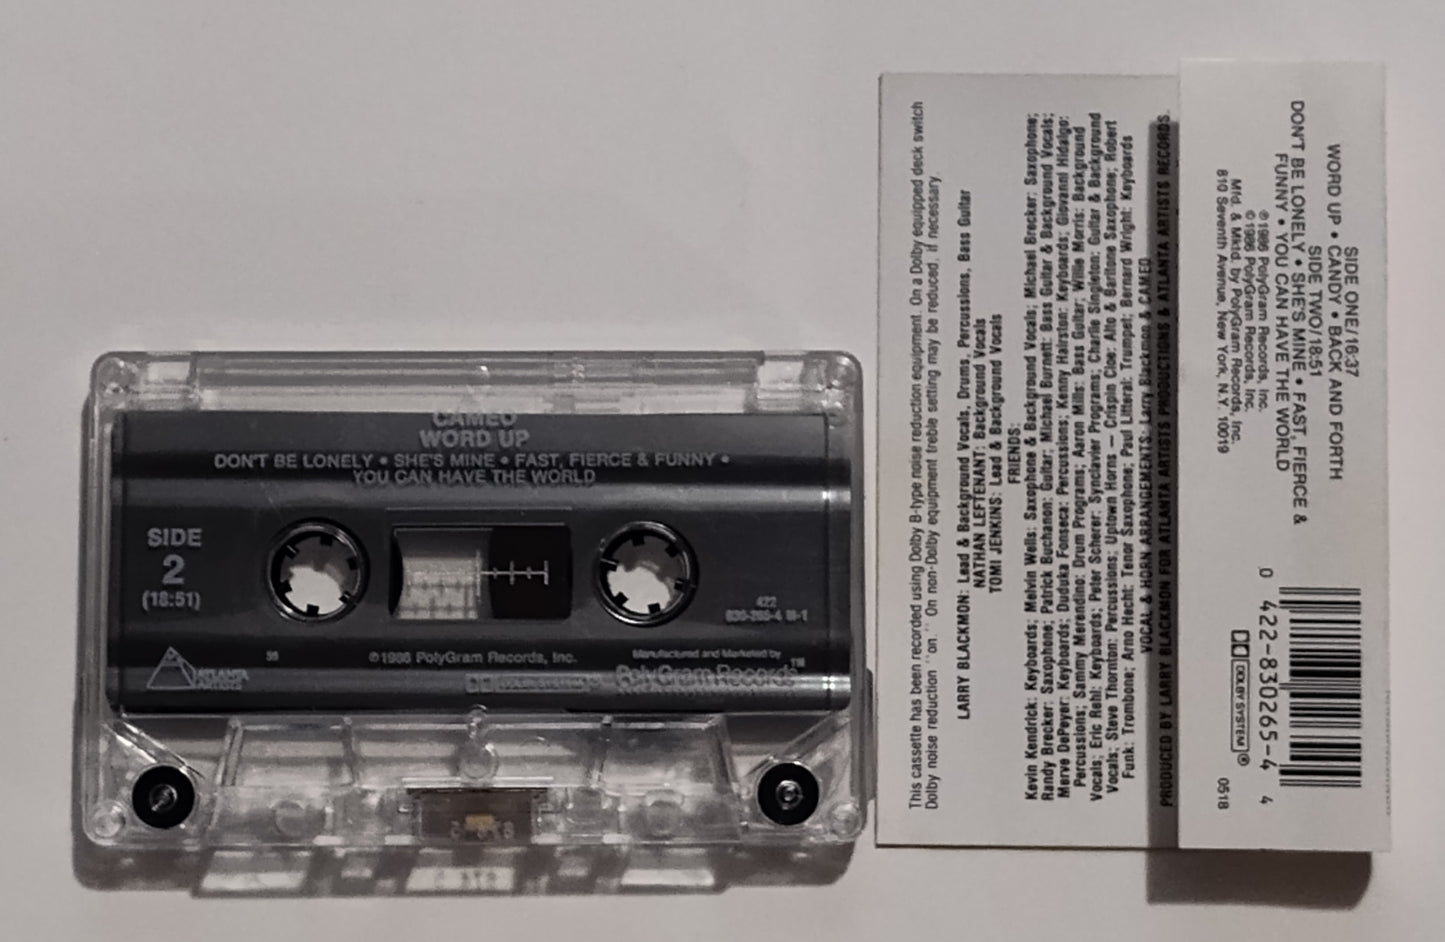 CAMEO
WORD UP
DON'T BE LONELY • SHE'S MINE • FAST, FIERCE & FUNNY •
YOU CAN HAVE THE WORLD
SIDE
2
(18:51)
422
830-265-4 M-1
ATLANTA
ARTISTS
©1986 PolyGram Records, Inc.
Manufactured and Marketed by
PolyGram Records™
DOLBY SYSTEM
This cassette has been recorded using Dolby B-type noise reduction equipment. On a Dolby equipped deck switch
Dolby noise reduction "on." On non-Dolby equipment treble setting may be reduced, if necessary.
LARRY BLACKMON: Lead & Background Vocals, Drums, Percussions, Bass Guitar
NATHAN LEFTENANT: Background Vocals
TOMI JENKINS: Lead & Background Vocals
FRIENDS:
Kevin Kendrick: Keyboards; Melvin Wells: Saxophone & Background Vocals; Michael Brecker: Saxophone;
Randy Brecker: Saxophone; Patrick Buchanon: Guitar; Michael Burnett: Bass Guitar & Background Vocals;
Merve DePeyer: Keyboards; Duduka Fonseca: Percussions; Kenny Hairston: Keyboards; Giovanni Hidalgo:
Percussions; Sammy Merendino: Drum Programs; Aaron Mills: Bass Guitar; Willie Morris: Background
Vocals; Eric Rehl: Keyboards; Peter Scherer: Synclavier Programs; Charlie Singleton: Guitar & Background
Vocals; Steve Thornton: Percussions; Uptown Horns — Crispin Cioe: Alto & Baritone Saxophone; Robert
Funk: Trombone; Arno Hecht: Tenor Saxophone; Paul Litteral: Trumpet; Bernard Wright: Keyboards
VOCAL & HORN ARRANGEMENTS: Larry Blackmon & CAMEO
PRODUCED BY LARRY BLACKMON FOR ATLANTA ARTISTS PRODUCTIONS & ATLANTA ARTISTS RECORDS.
SIDE ONE/16:37
WORD UP • CANDY • BACK AND FORTH
SIDE TWO/18:51
DON'T BE LONELY • SHE'S MINE • FAST, FIERCE &
FUNNY • YOU CAN HAVE THE WORLD
℗1986 PolyGram Records, Inc.
©1986 PolyGram Records, Inc.
Mfd. & Mktd. by PolyGram Records, Inc.
810 Seventh Avenue, New York, N.Y. 10019
0 422-830265-4 4
DOLBY SYSTEM®
0518